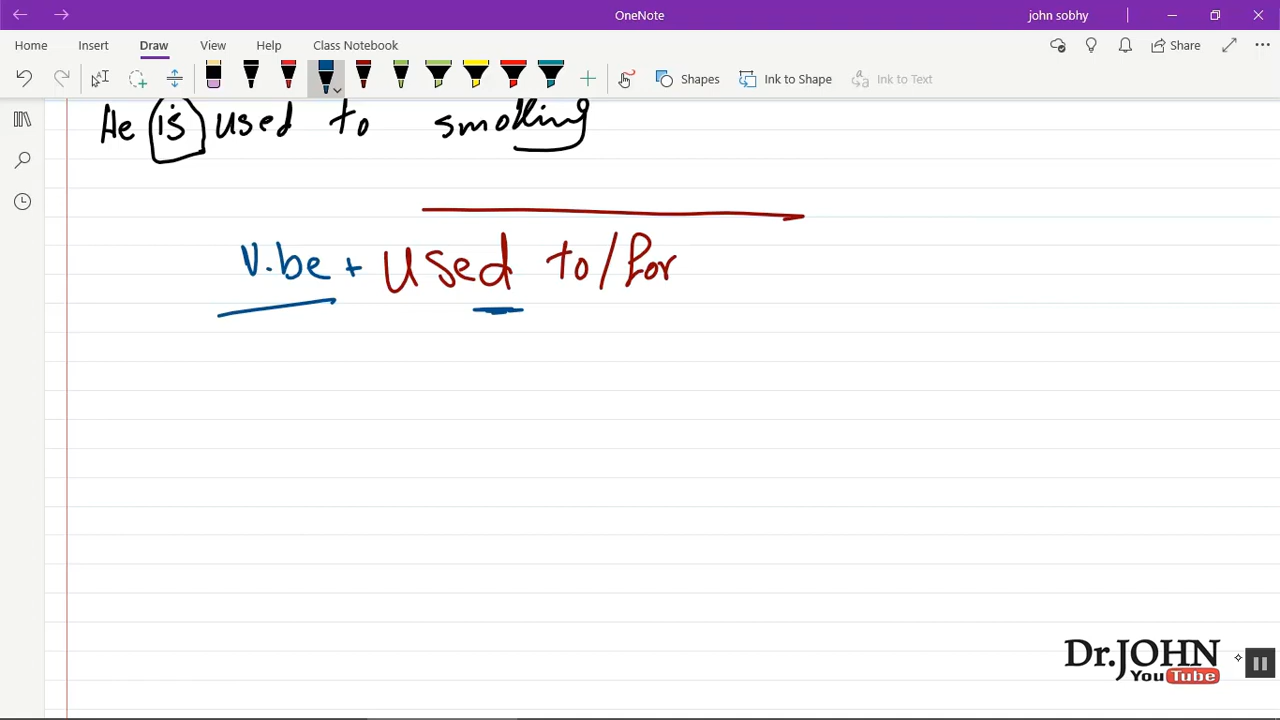 OneNote
john sobhy
Home Insert Draw View Help Class Notebook
Share
Shapes Ink to Shape Ink to Text
He is used to smoking
v.be + used to/for
Dr.JOHN
YouTube